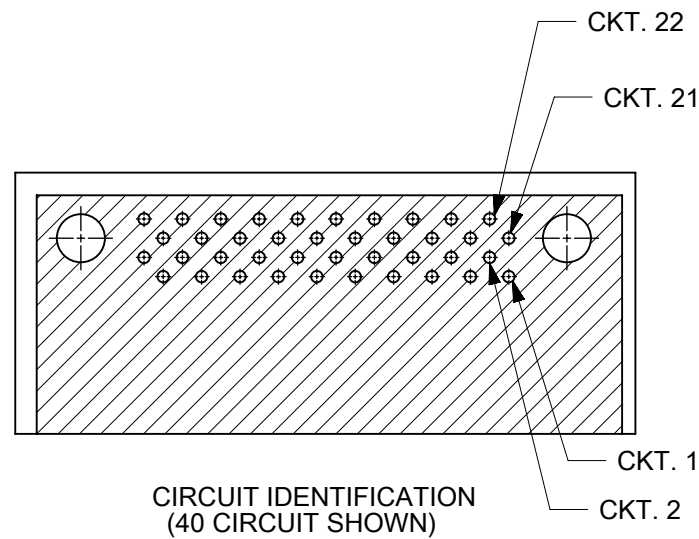 CKT. 22
CKT. 21
CKT. 1
CKT. 2
CIRCUIT IDENTIFICATION
(40 CIRCUIT SHOWN)